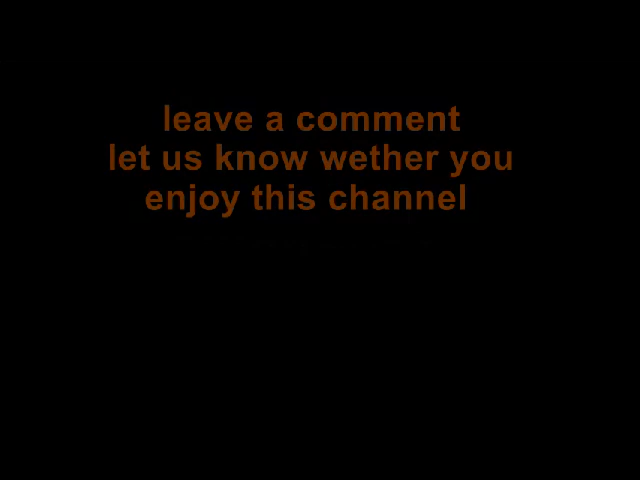 leave a comment
let us know wether you
enjoy this channel